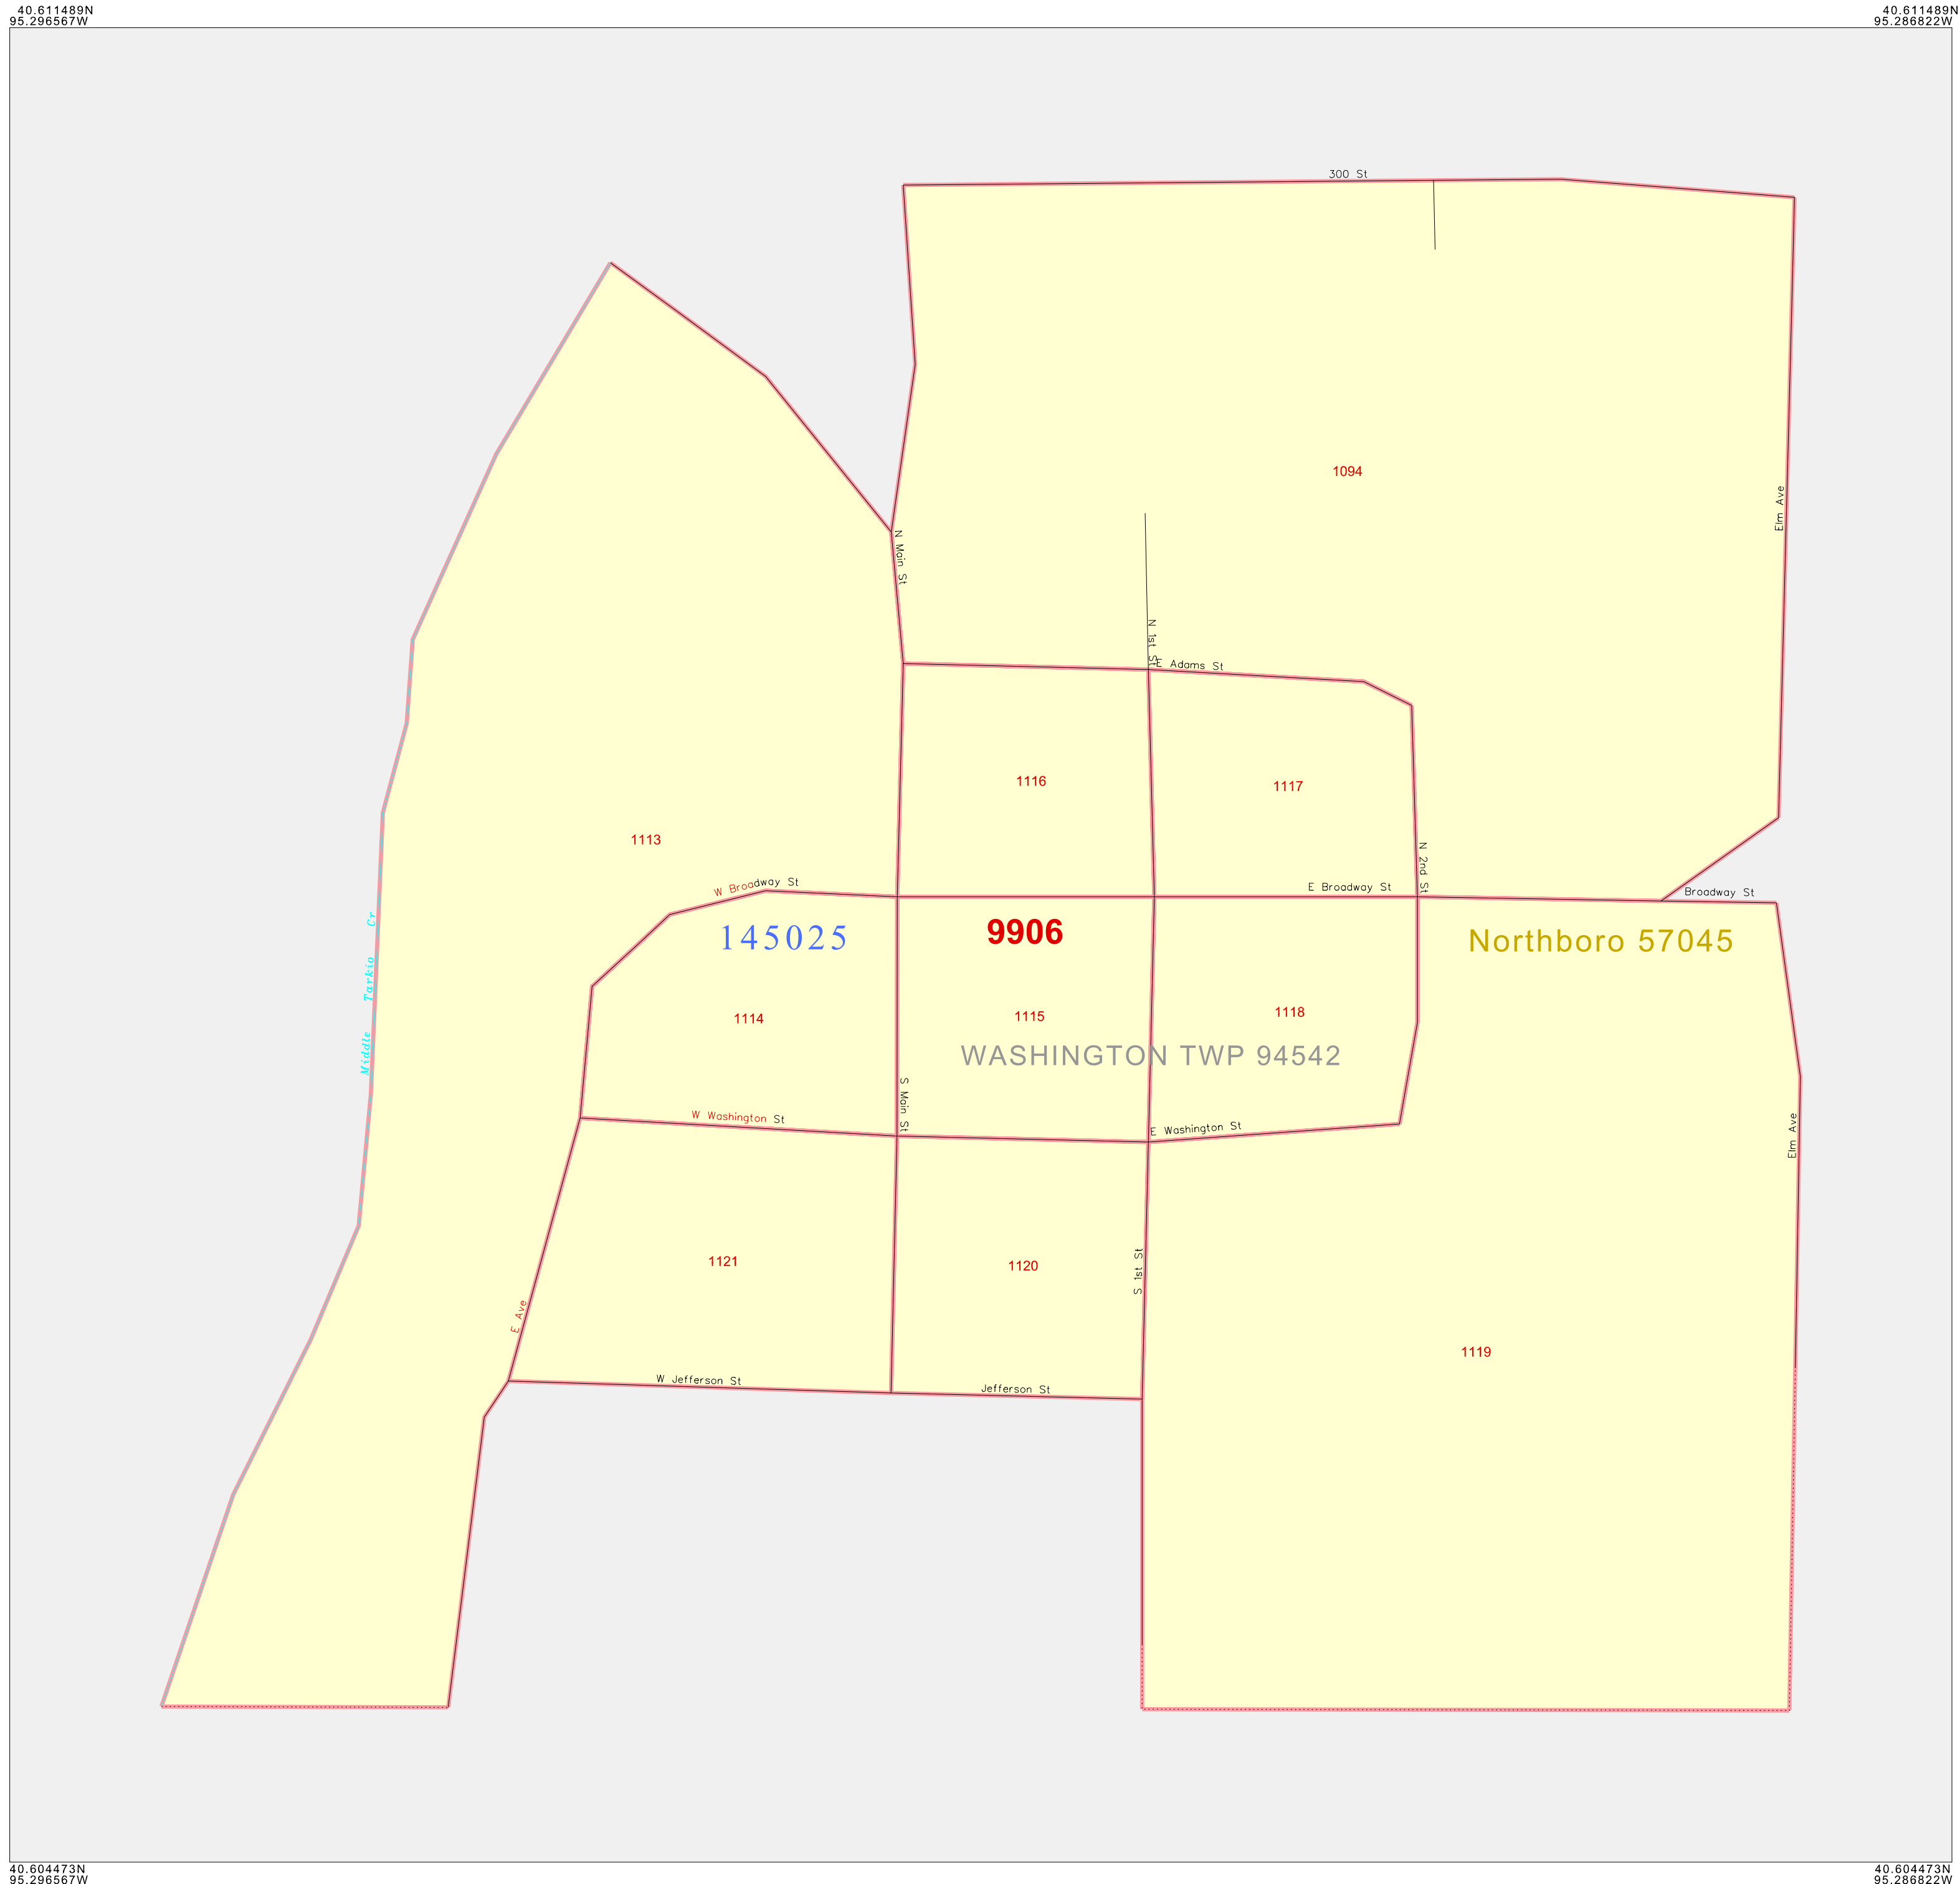 40.611489N
95.296567W
40.611489N
95.286822W
300 St
1094
Elm Ave
N Main St
N 1st St
E Adams St
1116
1117
1113
N 2nd St
W Broadway St
E Broadway St
Broadway St
145025
9906
Northboro 57045
Middle Tarkio Cr
1114
1115
1118
WASHINGTON TWP 94542
S Main St
W Washington St
E Washington St
Elm Ave
1121
1120
S 1st St
E Ave
1119
W Jefferson St
Jefferson St
40.604473N
95.296567W
40.604473N
95.286822W